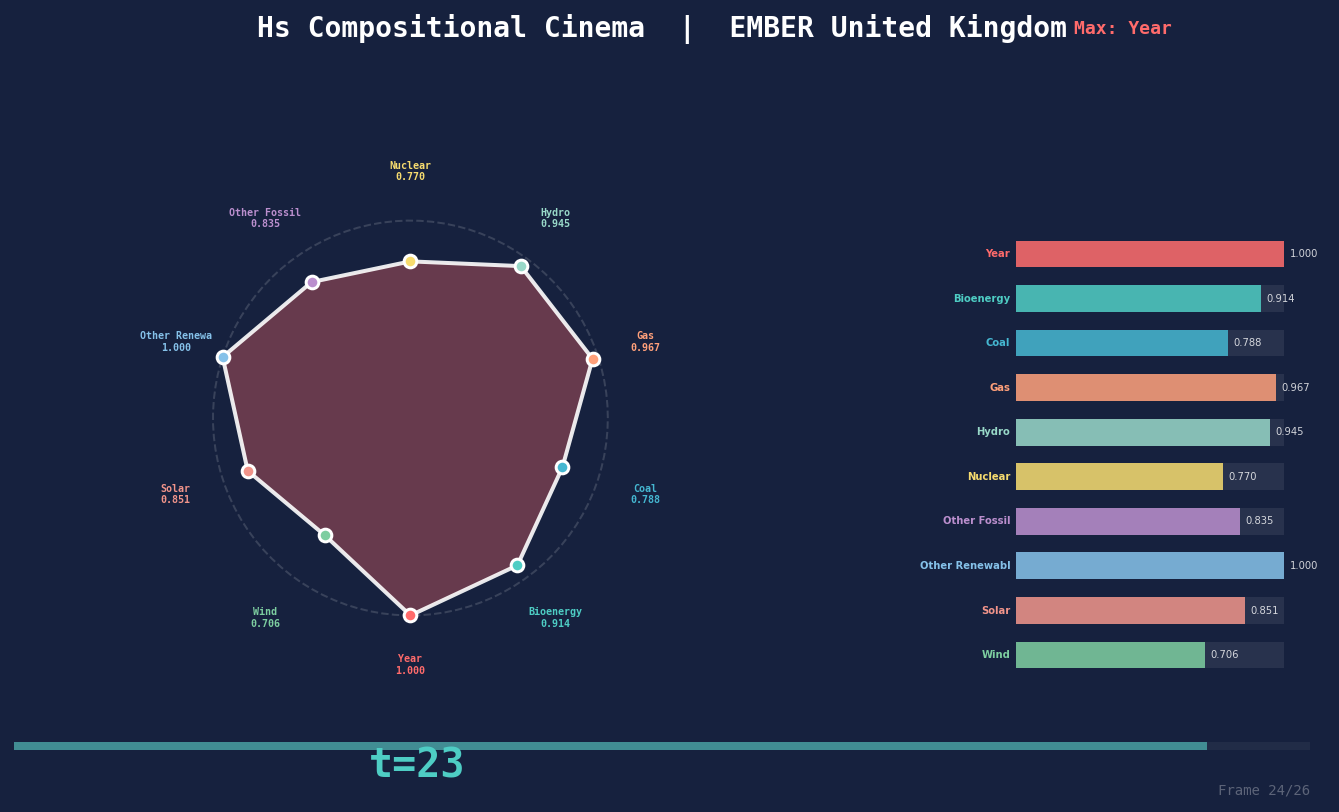 Hs Compositional Cinema | EMBER United Kingdom
Max: Year
Nuclear
0.770
Other Fossil
0.835
Hydro
0.945
Other Renewa
1.000
Gas
0.967
Solar
0.851
Coal
0.788
Wind
0.706
Bioenergy
0.914
Year
1.000
Year 1.000
Bioenergy 0.914
Coal 0.788
Gas 0.967
Hydro 0.945
Nuclear 0.770
Other Fossil 0.835
Other Renewabl 1.000
Solar 0.851
Wind 0.706
t=23
Frame 24/26